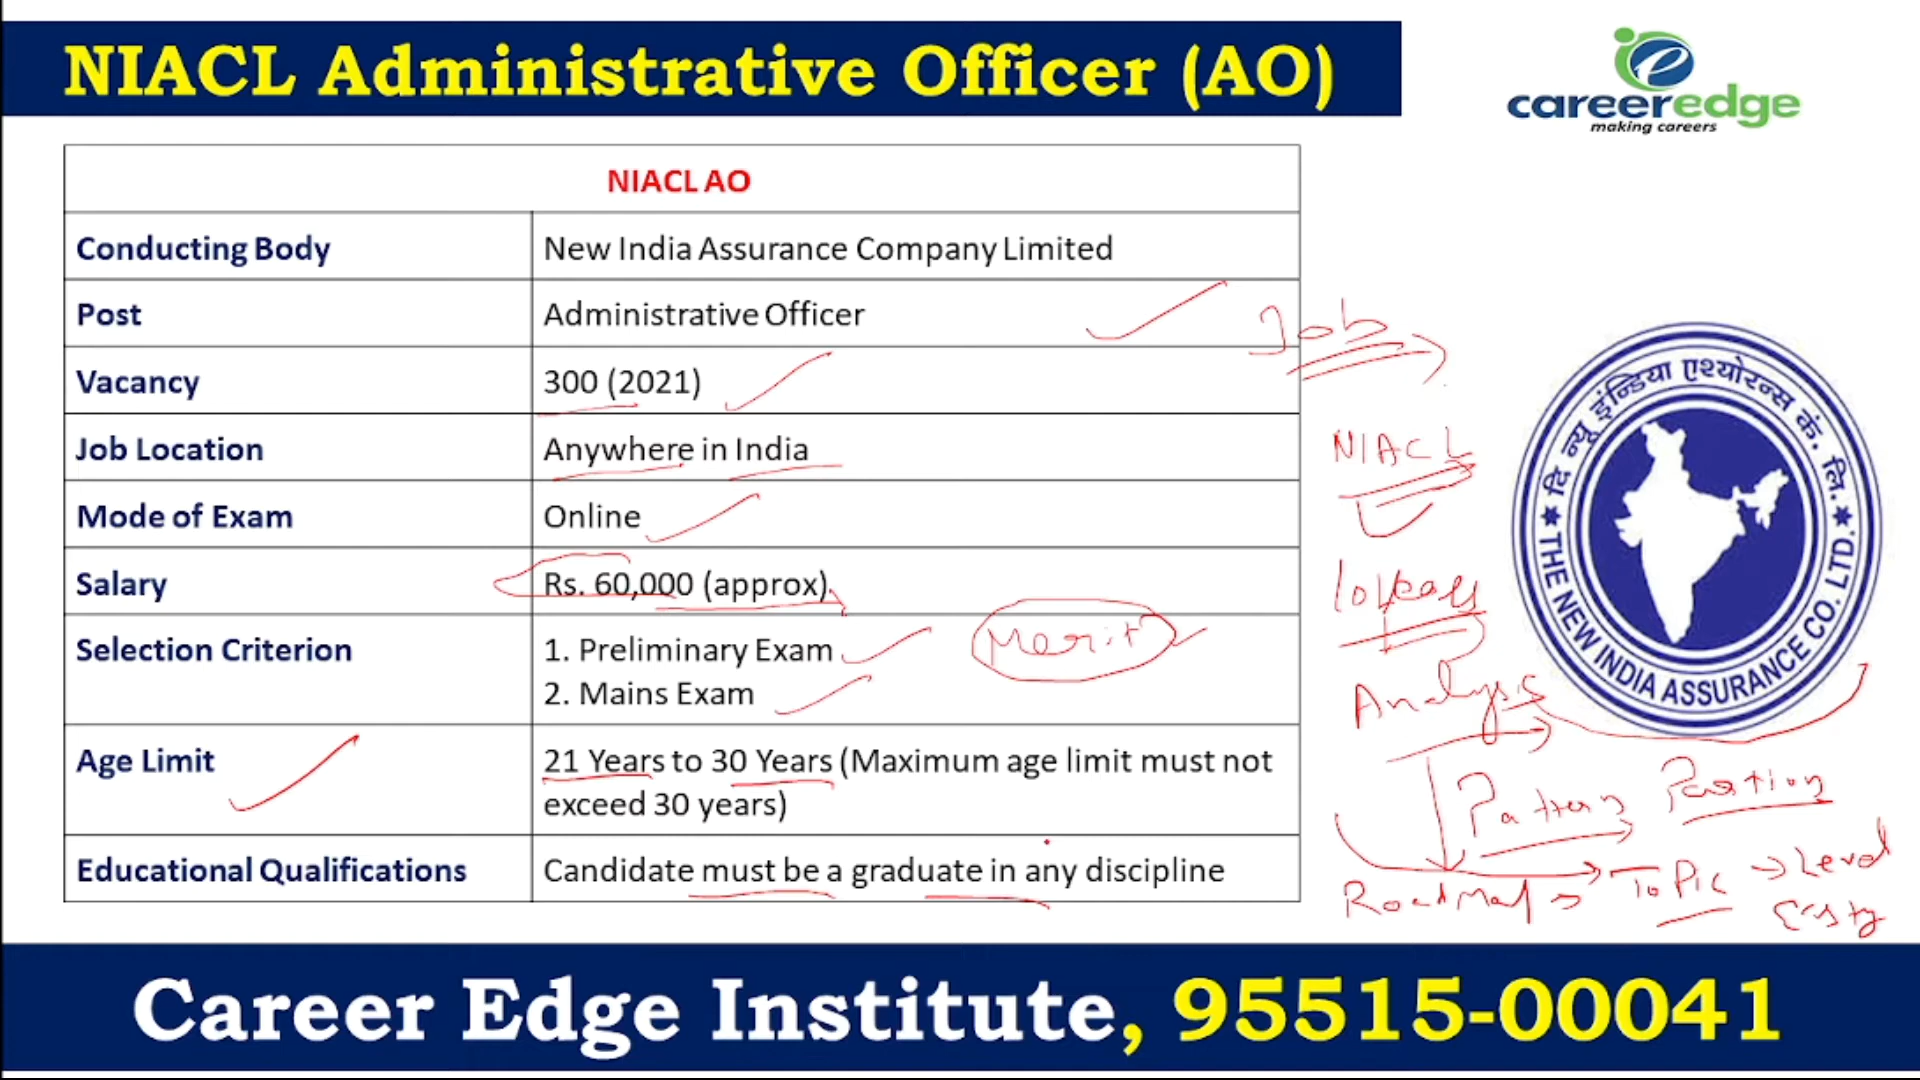 NIACL Administrative Officer (AO)
careeredge
making careers
NIACL AO
Conducting Body New India Assurance Company Limited
Post Administrative Officer
Vacancy 300 (2021)
Job Location Anywhere in India
Mode of Exam Online
Salary Rs. 60,000 (approx)
Selection Criterion 1. Preliminary Exam
2. Mains Exam
Age Limit 21 Years to 30 Years (Maximum age limit must not
exceed 30 years)
Educational Qualifications Candidate must be a graduate in any discipline
Job
NIACL
Merit
Analysis
Pattern
Topic Level
दि न्यू इंन्डिया एश्योरन्स कं. लि.
THE NEW INDIA ASSURANCE CO. LTD.
Career Edge Institute, 95515-00041